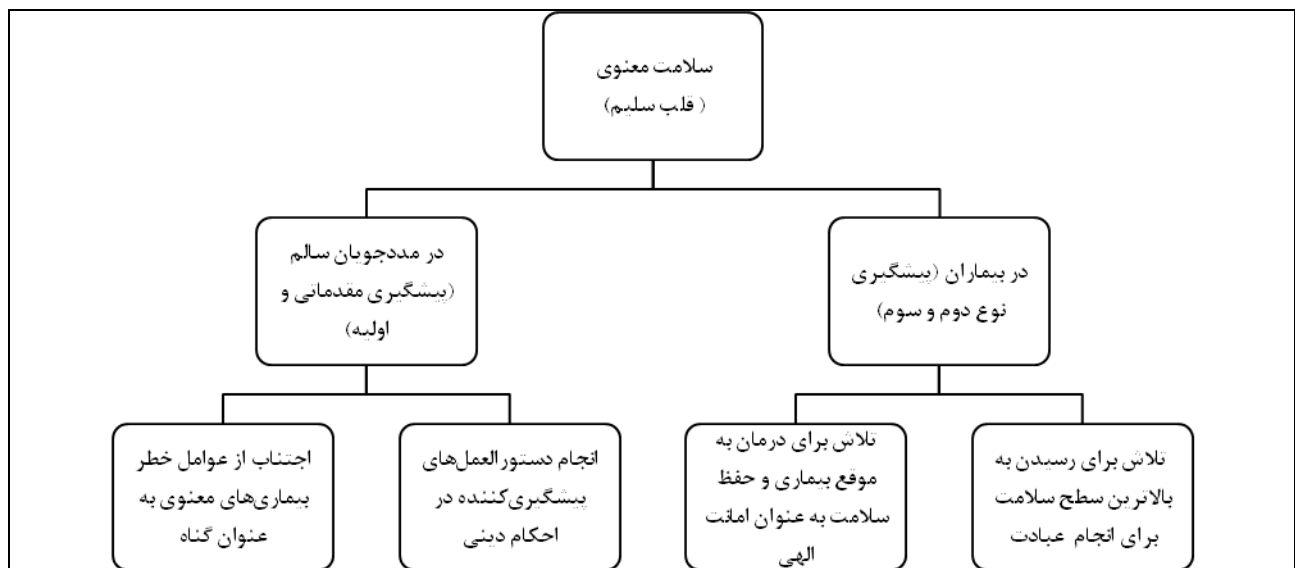 سلامت معنوی
( قلب سلیم)
در بیماران (پیشگیری
نوع دوم و سوم)
در مددجویان سالم
(پیشگیری مقدماتی و
اولیه)
تلاش برای رسیدن به
بالاترین سطح سلامت
برای انجام عبادت
تلاش برای درمان به
موقع بیماری و حفظ
سلامت به عنوان امانت
الهی
انجام دستورالعمل‌های
پیشگیری‌کننده در
احکام دینی
اجتناب از عوامل خطر
بیماری‌های معنوی به
عنوان گناه